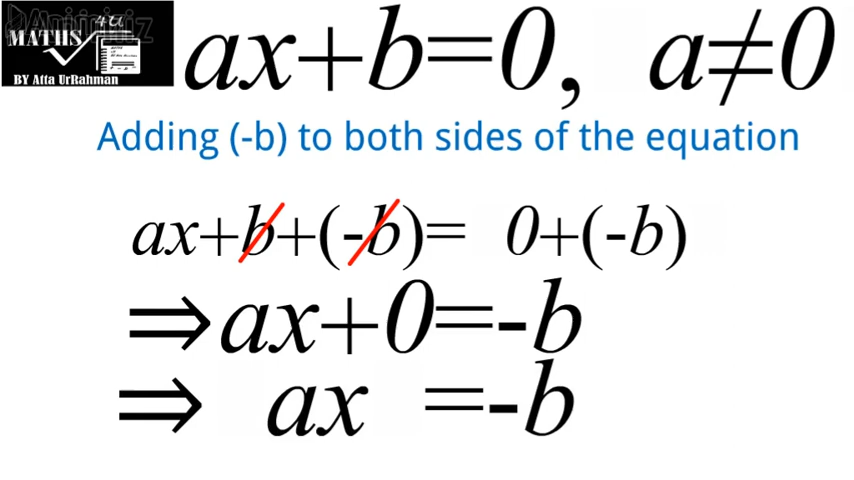 MATHS 4U
BY Atta UrRahman
ax+b=0, a≠0
Adding (-b) to both sides of the equation
ax+b+(-b)= 0+(-b)
⇒ax+0=-b
⇒ ax =-b